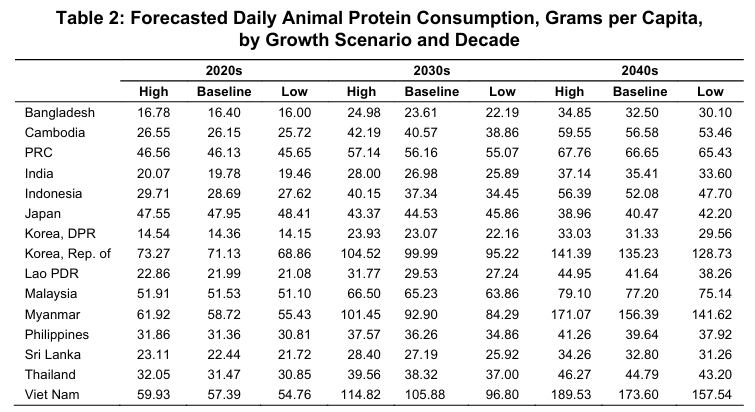 Table 2: Forecasted Daily Animal Protein Consumption, Grams per Capita,
by Growth Scenario and Decade
2020s 2030s 2040s
High Baseline Low High Baseline Low High Baseline Low
Bangladesh 16.78 16.40 16.00 24.98 23.61 22.19 34.85 32.50 30.10
Cambodia 26.55 26.15 25.72 42.19 40.57 38.86 59.55 56.58 53.46
PRC 46.56 46.13 45.65 57.14 56.16 55.07 67.76 66.65 65.43
India 20.07 19.78 19.46 28.00 26.98 25.89 37.14 35.41 33.60
Indonesia 29.71 28.69 27.62 40.15 37.34 34.45 56.39 52.08 47.70
Japan 47.55 47.95 48.41 43.37 44.53 45.86 38.96 40.47 42.20
Korea, DPR 14.54 14.36 14.15 23.93 23.07 22.16 33.03 31.33 29.56
Korea, Rep. of 73.27 71.13 68.86 104.52 99.99 95.22 141.39 135.23 128.73
Lao PDR 22.86 21.99 21.08 31.77 29.53 27.24 44.95 41.64 38.26
Malaysia 51.91 51.53 51.10 66.50 65.23 63.86 79.10 77.20 75.14
Myanmar 61.92 58.72 55.43 101.45 92.90 84.29 171.07 156.39 141.62
Philippines 31.86 31.36 30.81 37.57 36.26 34.86 41.26 39.64 37.92
Sri Lanka 23.11 22.44 21.72 28.40 27.19 25.92 34.26 32.80 31.26
Thailand 32.05 31.47 30.85 39.56 38.32 37.00 46.27 44.79 43.20
Viet Nam 59.93 57.39 54.76 114.82 105.88 96.80 189.53 173.60 157.54